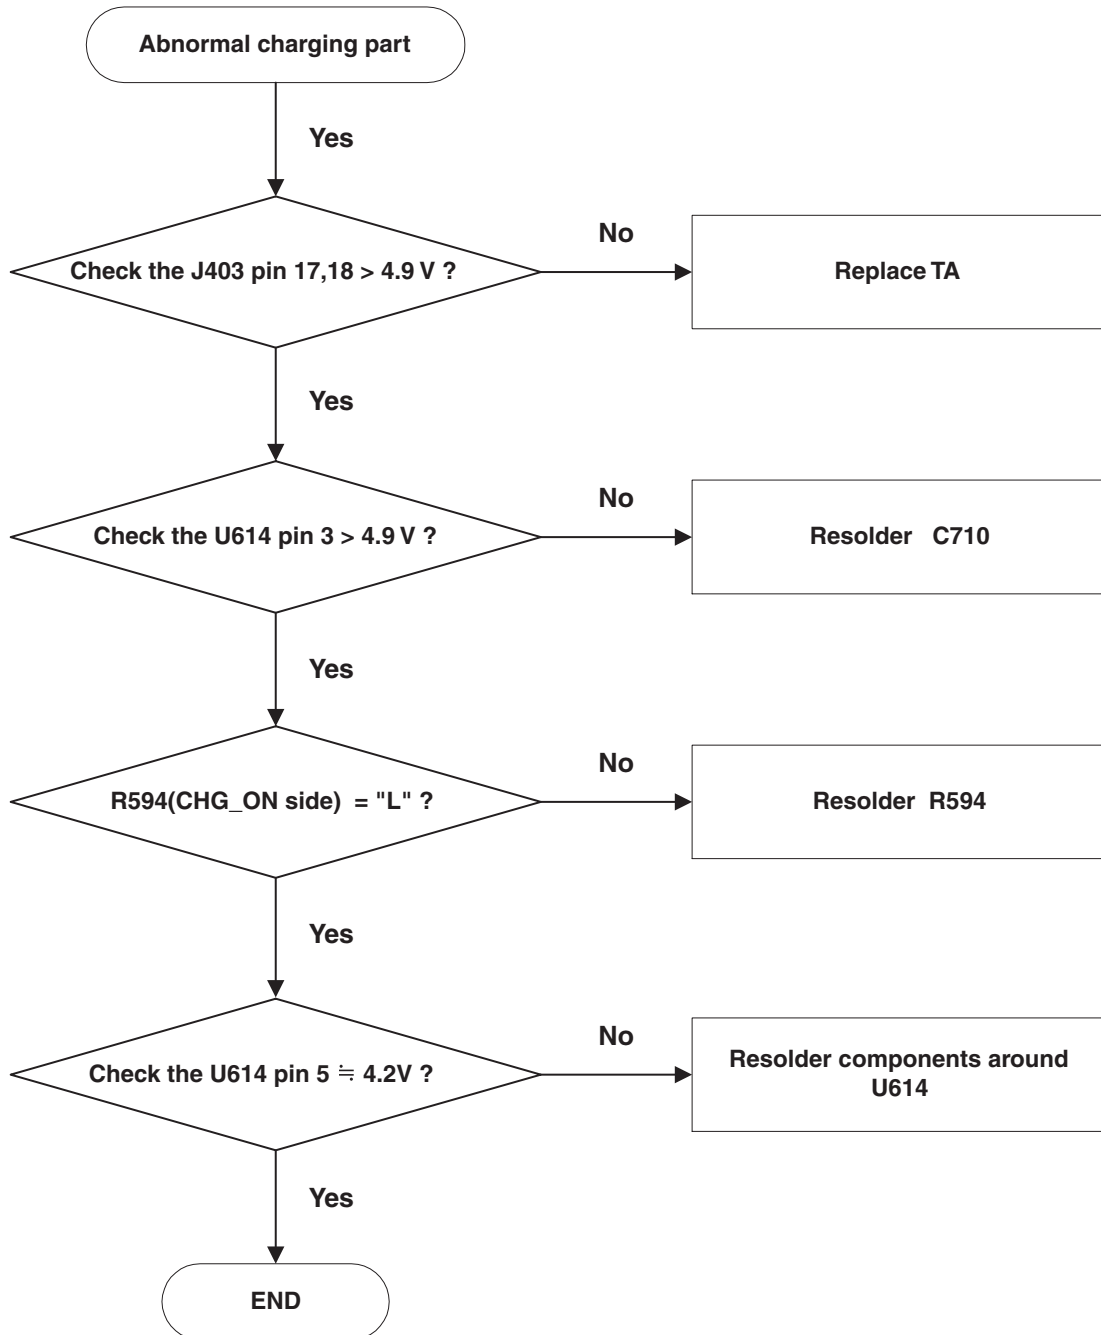 Abnormal charging part
Yes
Check the J403 pin 17,18 > 4.9 V ?
No
Replace TA
Yes
Check the U614 pin 3 > 4.9 V ?
No
Resolder C710
Yes
R594(CHG_ON side) = "L" ?
No
Resolder R594
Yes
Check the U614 pin 5 ≒ 4.2V ?
No
Resolder components around
U614
Yes
END